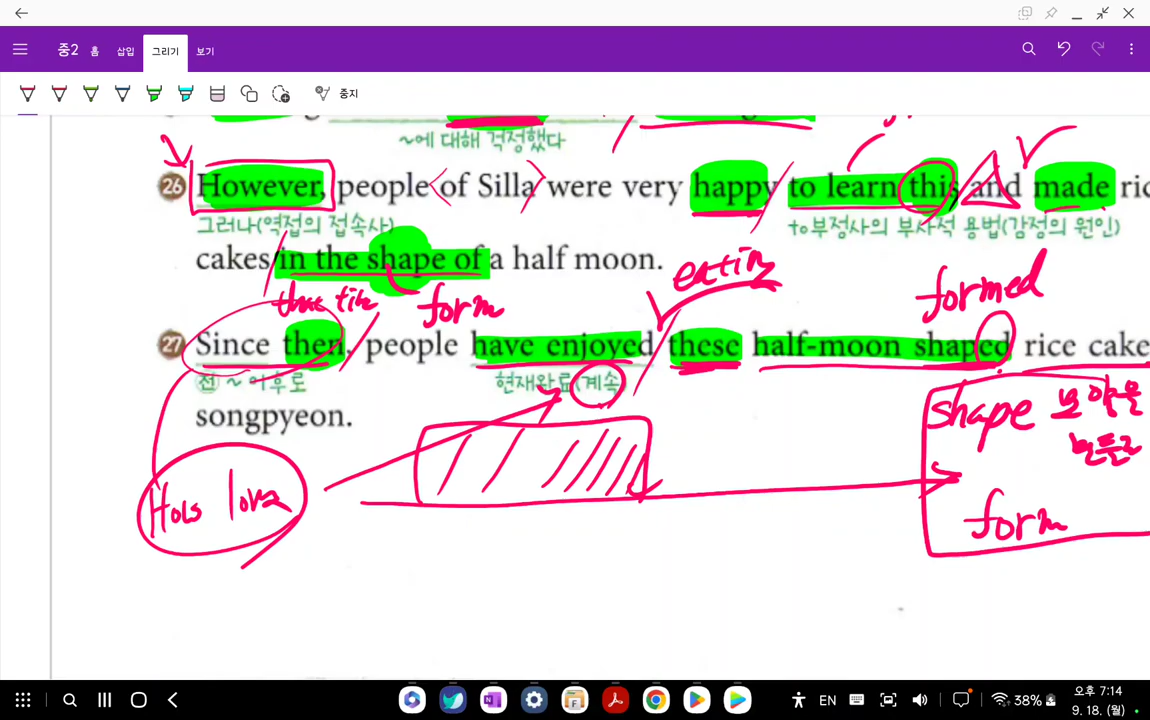 중2 홈 삽입 그리기 보기
중지
~에 대해 걱정했다
26 However, people of Silla were very happy to learn this and made ric
그러나(역접의 접속사) to부정사의 부사적 용법(감정의 원인)
cakes in the shape of a half moon.
eating
form formed
27 Since then, people have enjoyed these half-moon shaped rice cake
전 ~ 이후로 현재완료(계속
songpyeon.
shape 모양을
form
EN 38% 오후 7:14
9. 18. (월)